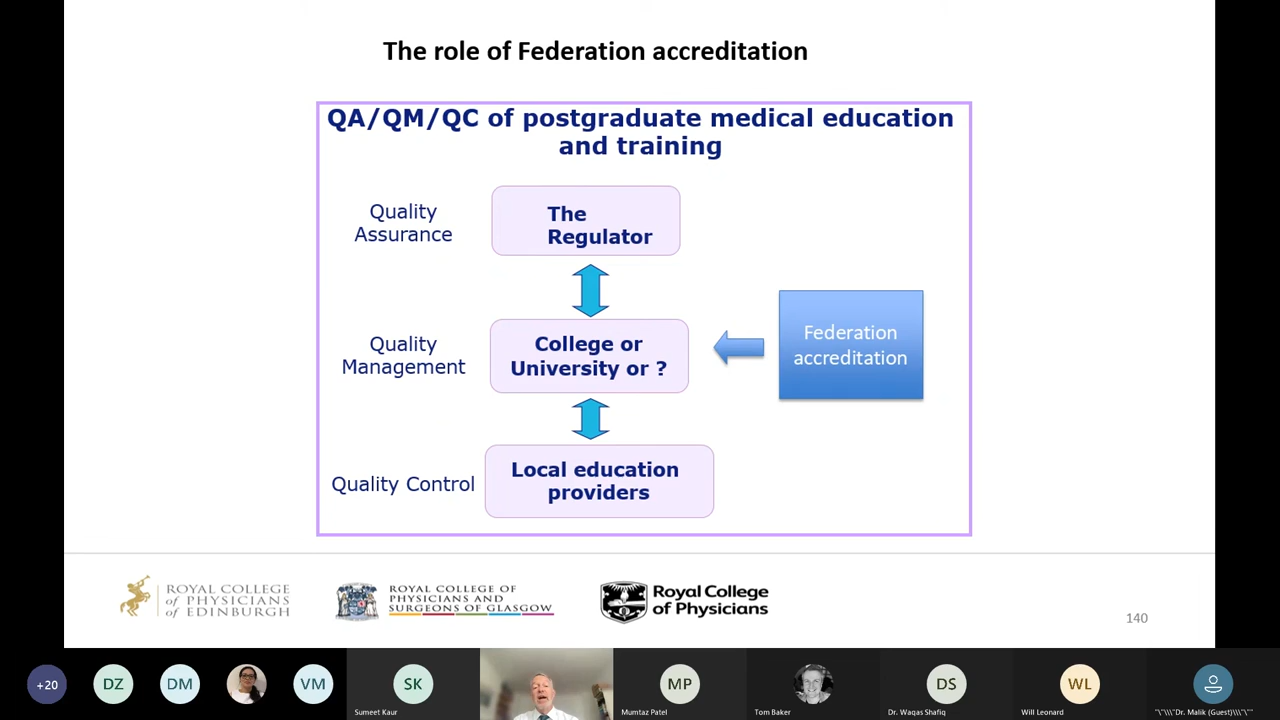 The role of Federation accreditation
QA/QM/QC of postgraduate medical education
and training
Quality
Assurance
The
Regulator
Quality
Management
College or
University or ?
Federation
accreditation
Quality Control
Local education
providers
ROYAL COLLEGE
of PHYSICIANS
of EDINBURGH
ROYAL COLLEGE OF
PHYSICIANS AND
SURGEONS OF GLASGOW
Royal College
of Physicians
140
+20
DZ
DM
VM
SK
Sumeet Kaur
MP
Mumtaz Patel
Tom Baker
DS
Dr. Waqas Shafiq
WL
Will Leonard
"\"\\\"Dr. Malik (Guest)\\\"\""